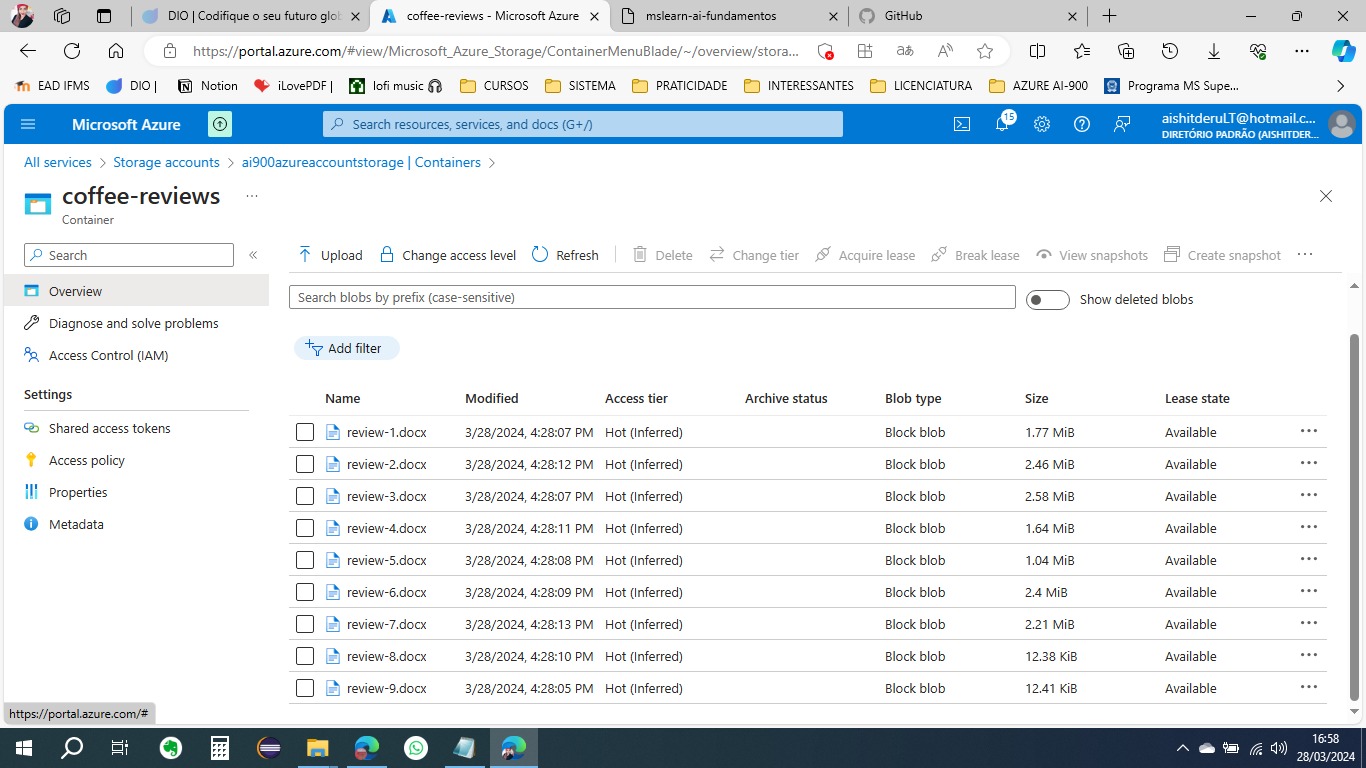 DIO | Codifique o seu futuro glob
coffee-reviews - Microsoft Azure
mslearn-ai-fundamentos
GitHub
https://portal.azure.com/#view/Microsoft_Azure_Storage/ContainerMenuBlade/~/overview/stora...
EAD IFMS
DIO |
Notion
iLovePDF |
lofi music
CURSOS
SISTEMA
PRATICIDADE
INTERESSANTES
LICENCIATURA
AZURE AI-900
Programa MS Supe...
Microsoft Azure
Search resources, services, and docs (G+/)
15
aishitderuLT@hotmail.c...
DIRETÓRIO PADRÃO (AISHITDER...
All services > Storage accounts > ai900azureaccountstorage | Containers >
coffee-reviews ...
Container
Search «
Overview
Diagnose and solve problems
Access Control (IAM)
Settings
Shared access tokens
Access policy
Properties
Metadata
Upload Change access level Refresh Delete Change tier Acquire lease Break lease View snapshots Create snapshot ...
Search blobs by prefix (case-sensitive)
Show deleted blobs
Add filter
Name Modified Access tier Archive status Blob type Size Lease state
review-1.docx 3/28/2024, 4:28:07 PM Hot (Inferred) Block blob 1.77 MiB Available ...
review-2.docx 3/28/2024, 4:28:12 PM Hot (Inferred) Block blob 2.46 MiB Available ...
review-3.docx 3/28/2024, 4:28:07 PM Hot (Inferred) Block blob 2.58 MiB Available ...
review-4.docx 3/28/2024, 4:28:11 PM Hot (Inferred) Block blob 1.64 MiB Available ...
review-5.docx 3/28/2024, 4:28:08 PM Hot (Inferred) Block blob 1.04 MiB Available ...
review-6.docx 3/28/2024, 4:28:09 PM Hot (Inferred) Block blob 2.4 MiB Available ...
review-7.docx 3/28/2024, 4:28:13 PM Hot (Inferred) Block blob 2.21 MiB Available ...
review-8.docx 3/28/2024, 4:28:10 PM Hot (Inferred) Block blob 12.38 KiB Available ...
review-9.docx 3/28/2024, 4:28:05 PM Hot (Inferred) Block blob 12.41 KiB Available ...
https://portal.azure.com/#
16:58
28/03/2024